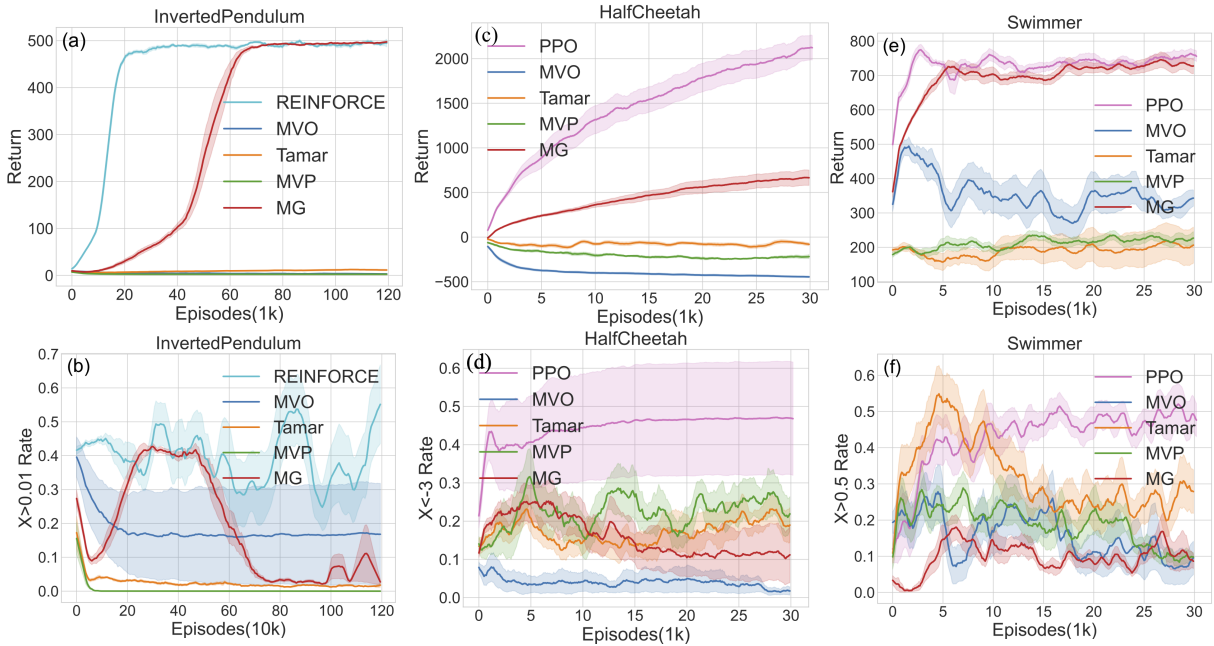 InvertedPendulum
(a)
Return
500
400
300
200
100
0
REINFORCE
MVO
Tamar
MVP
MG
0 20 40 60 80 100 120
Episodes(1k)
HalfCheetah
(c)
Return
2000
1500
1000
500
0
−500
PPO
MVO
Tamar
MVP
MG
0 5 10 15 20 25 30
Episodes(1k)
Swimmer
(e)
Return
800
700
600
500
400
300
200
100
PPO
MVO
Tamar
MVP
MG
0 5 10 15 20 25 30
Episodes(1k)
InvertedPendulum
(b)
X>0.01 Rate
0.7
0.6
0.5
0.4
0.3
0.2
0.1
0.0
REINFORCE
MVO
Tamar
MVP
MG
0 20 40 60 80 100 120
Episodes(10k)
HalfCheetah
(d)
X<-3 Rate
0.6
0.5
0.4
0.3
0.2
0.1
0.0
PPO
MVO
Tamar
MVP
MG
0 5 10 15 20 25 30
Episodes(1k)
Swimmer
(f)
X>0.5 Rate
0.6
0.5
0.4
0.3
0.2
0.1
0.0
PPO
MVO
Tamar
MVP
MG
0 5 10 15 20 25 30
Episodes(1k)